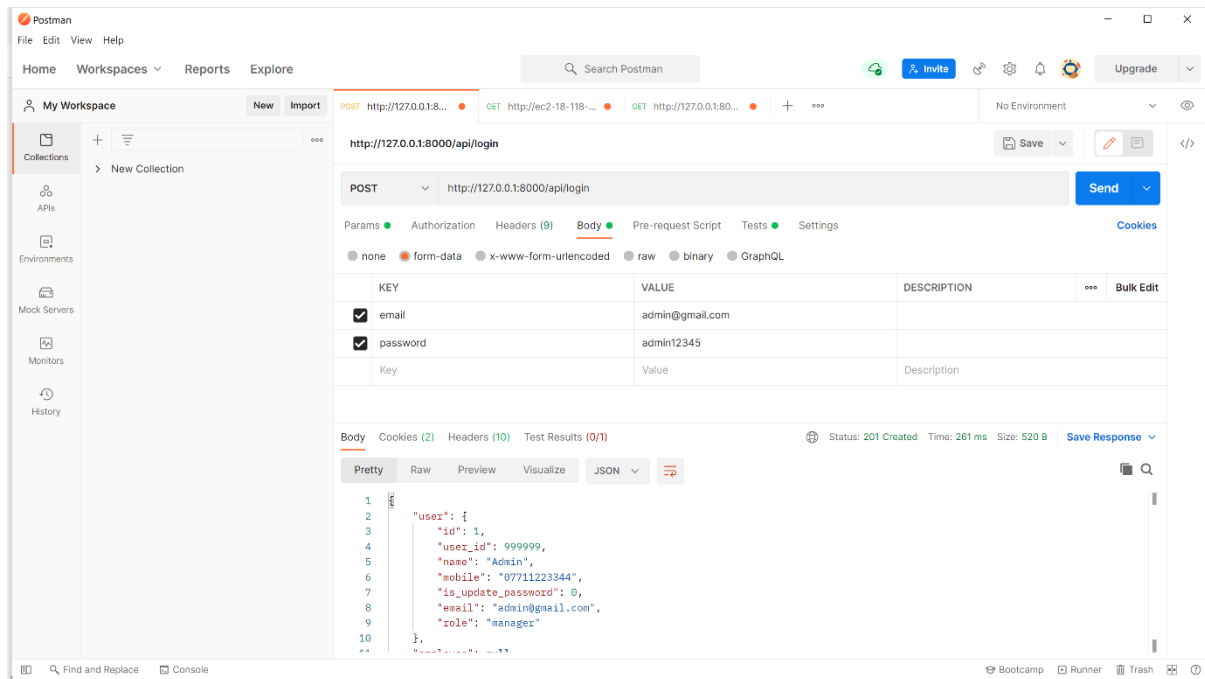 Postman
File Edit View Help
Home Workspaces Reports Explore Search Postman Invite Upgrade
My Workspace New Import POST http://127.0.0.1:8... GET http://ec2-18-118-... GET http://127.0.0.1:80... No Environment
Collections
New Collection
APIs
Environments
Mock Servers
Monitors
History
http://127.0.0.1:8000/api/login Save
POST http://127.0.0.1:8000/api/login Send
Params Authorization Headers (9) Body Pre-request Script Tests Settings Cookies
none form-data x-www-form-urlencoded raw binary GraphQL
KEY VALUE DESCRIPTION Bulk Edit
email admin@gmail.com
password admin12345
Key Value Description
Body Cookies (2) Headers (10) Test Results (0/1) Status: 201 Created Time: 261 ms Size: 520 B Save Response
Pretty Raw Preview Visualize JSON
1 {
2 "user": {
3 "id": 1,
4 "user_id": 999999,
5 "name": "Admin",
6 "mobile": "07711223344",
7 "is_update_password": 0,
8 "email": "admin@gmail.com",
9 "role": "manager"
10 },
Find and Replace Console Bootcamp Runner Trash